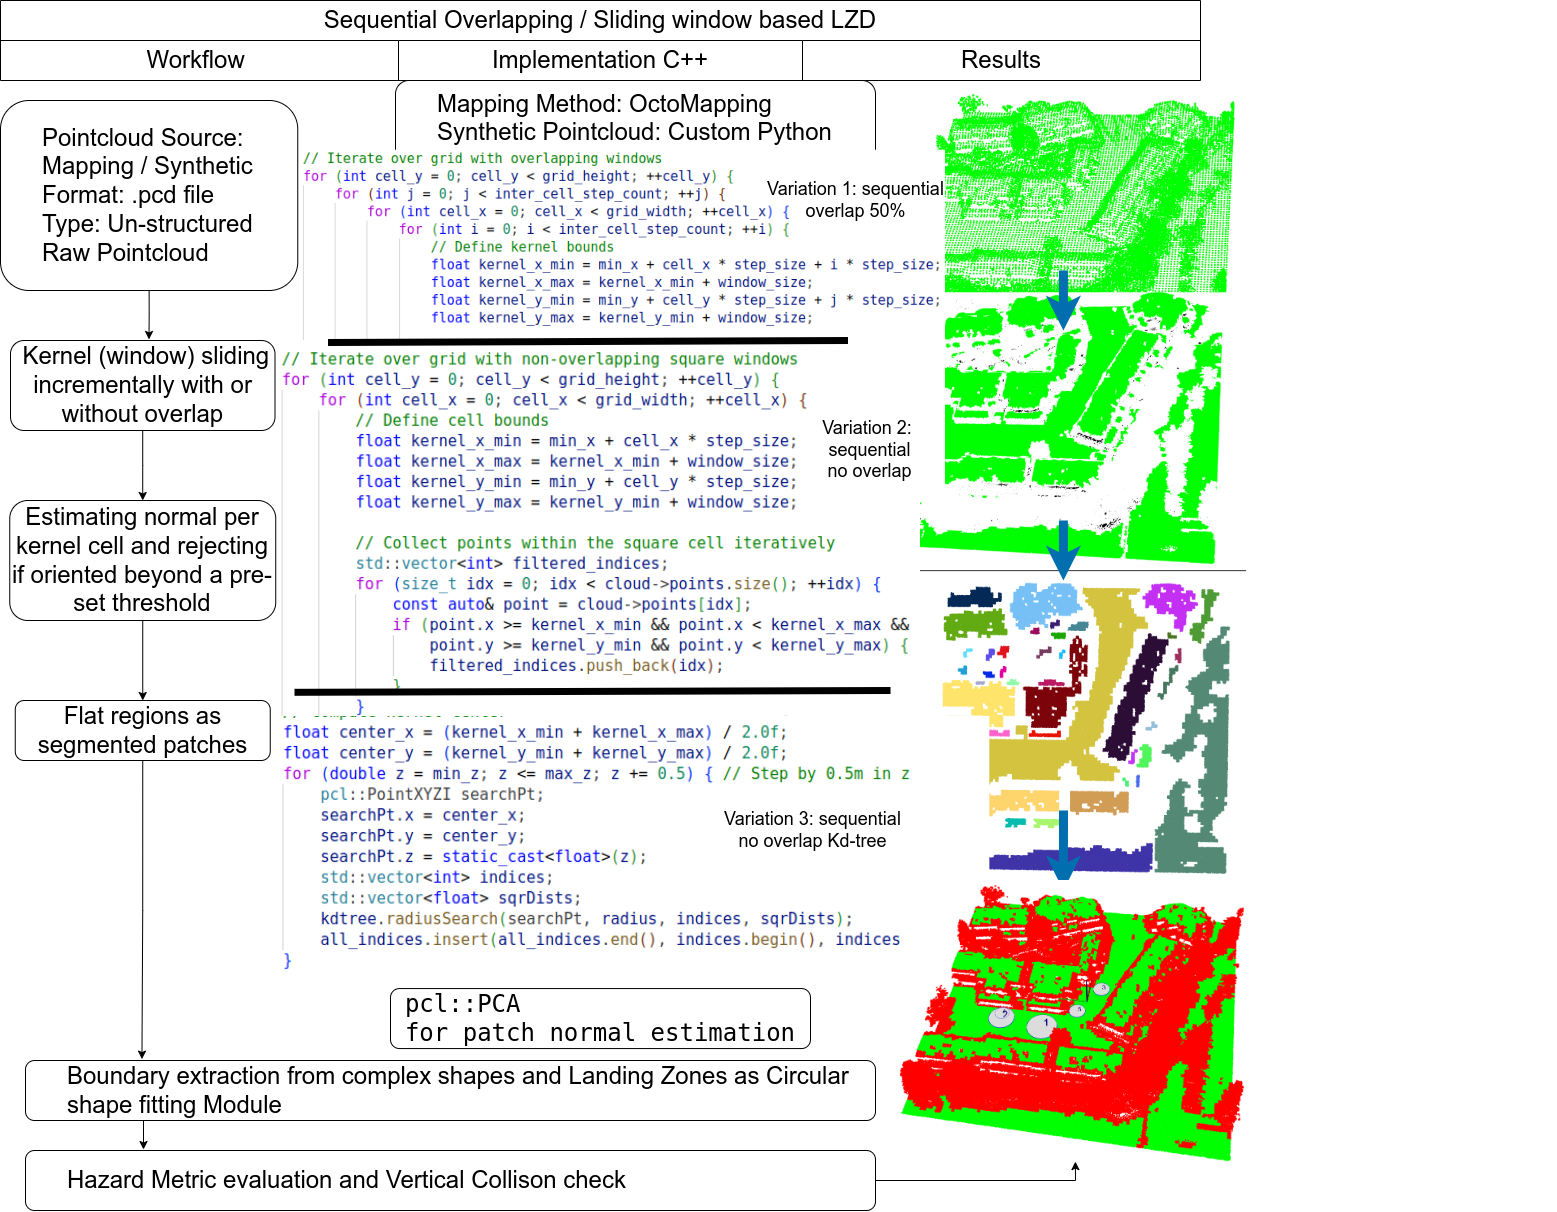 Sequential Overlapping / Sliding window based LZD
Workflow
Implementation C++
Results
Pointcloud Source:
Mapping / Synthetic
Format: .pcd file
Type: Un-structured
Raw Pointcloud
Kernel (window) sliding
incrementally with or
without overlap
Estimating normal per
kernel cell and rejecting
if oriented beyond a pre-
set threshold
Flat regions as
segmented patches
Mapping Method: OctoMapping
Synthetic Pointcloud: Custom Python
// Iterate over grid with overlapping windows
for (int cell_y = 0; cell_y < grid_height; ++cell_y) {
for (int j = 0; j < inter_cell_step_count; ++j) {
for (int cell_x = 0; cell_x < grid_width; ++cell_x) {
for (int i = 0; i < inter_cell_step_count; ++i) {
// Define kernel bounds
float kernel_x_min = min_x + cell_x * step_size + i * step_size;
float kernel_x_max = kernel_x_min + window_size;
float kernel_y_min = min_y + cell_y * step_size + j * step_size;
float kernel_y_max = kernel_y_min + window_size;
Variation 1: sequential
overlap 50%
// Iterate over grid with non-overlapping square windows
for (int cell_y = 0; cell_y < grid_height; ++cell_y) {
for (int cell_x = 0; cell_x < grid_width; ++cell_x) {
// Define cell bounds
float kernel_x_min = min_x + cell_x * step_size;
float kernel_x_max = kernel_x_min + window_size;
float kernel_y_min = min_y + cell_y * step_size;
float kernel_y_max = kernel_y_min + window_size;
// Collect points within the square cell iteratively
std::vector<int> filtered_indices;
for (size_t idx = 0; idx < cloud->points.size(); ++idx) {
const auto& point = cloud->points[idx];
if (point.x >= kernel_x_min && point.x < kernel_x_max &&
point.y >= kernel_y_min && point.y < kernel_y_max) {
filtered_indices.push_back(idx);
}
}
Variation 2:
sequential
no overlap
float center_x = (kernel_x_min + kernel_x_max) / 2.0f;
float center_y = (kernel_y_min + kernel_y_max) / 2.0f;
for (double z = min_z; z <= max_z; z += 0.5) { // Step by 0.5m in z
pcl::PointXYZI searchPt;
searchPt.x = center_x;
searchPt.y = center_y;
searchPt.z = static_cast<float>(z);
std::vector<int> indices;
std::vector<float> sqrDists;
kdtree.radiusSearch(searchPt, radius, indices, sqrDists);
all_indices.insert(all_indices.end(), indices.begin(), indices
}
Variation 3: sequential
no overlap Kd-tree
pcl::PCA
for patch normal estimation
Boundary extraction from complex shapes and Landing Zones as Circular
shape fitting Module
Hazard Metric evaluation and Vertical Collison check
2
1